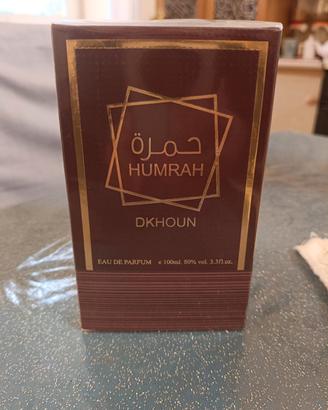 حمرة
HUMRAH
DKHOUN
EAU DE PARFUM e 100ml. 80% vol. 3.3fl oz.